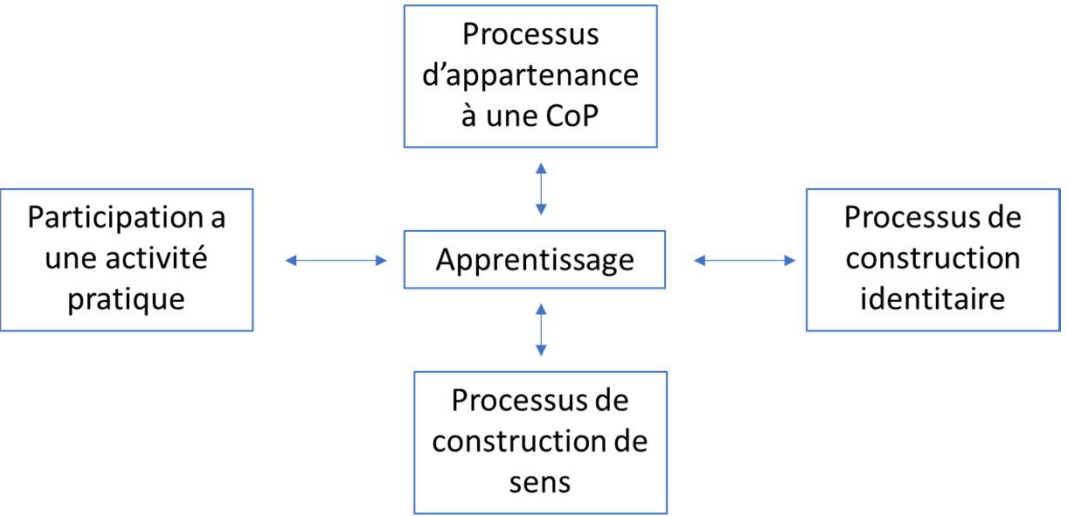 Processus
d’appartenance
à une CoP
Participation a
une activité
pratique
Apprentissage
Processus de
construction
identitaire
Processus de
construction de
sens